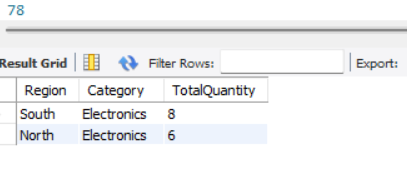 78
Result Grid Filter Rows: Export:
Region Category TotalQuantity
South Electronics 8
North Electronics 6